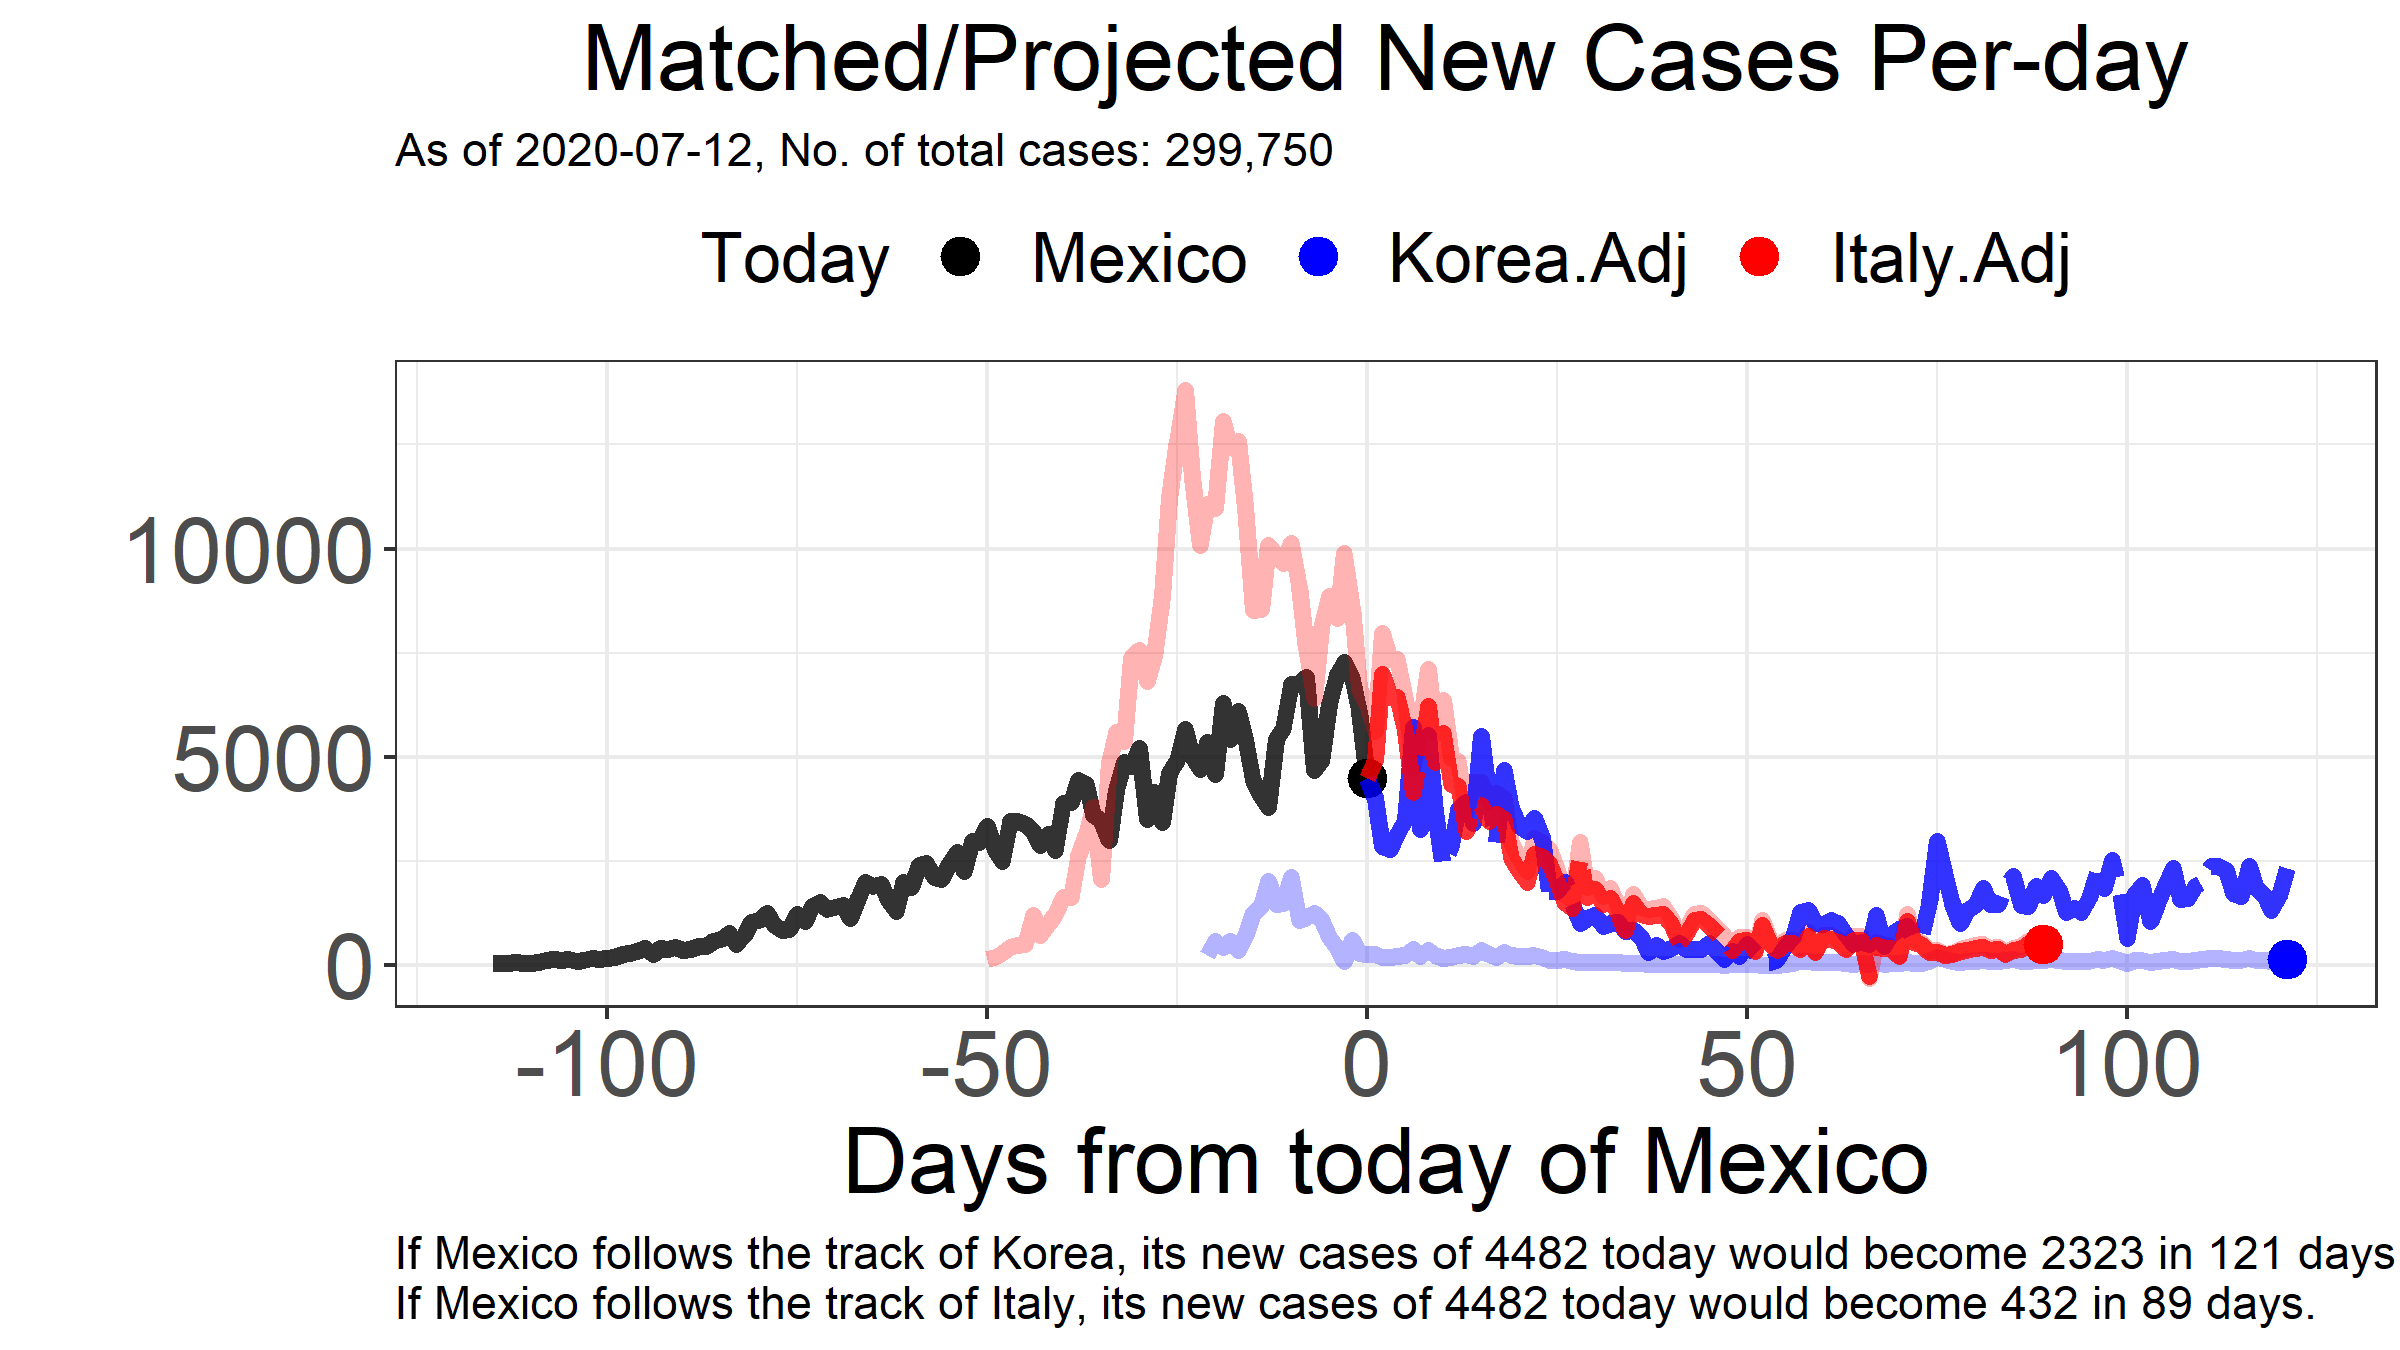 Matched/Projected New Cases Per-day
As of 2020-07-12, No. of total cases: 299,750
Today Mexico Korea.Adj Italy.Adj
10000
5000
0
-100 -50 0 50 100
Days from today of Mexico
If Mexico follows the track of Korea, its new cases of 4482 today would become 2323 in 121 days
If Mexico follows the track of Italy, its new cases of 4482 today would become 432 in 89 days.